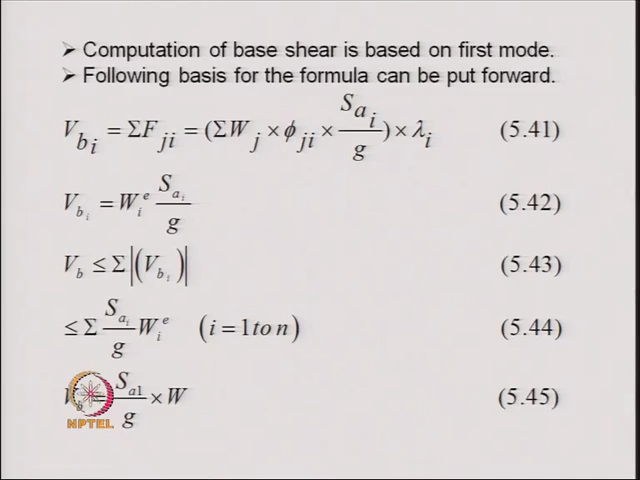 ➢ Computation of base shear is based on first mode.
➢ Following basis for the formula can be put forward.
V_{b_i} = ΣF_{ji} = (ΣW_j × ϕ_{ji} × S_{a_i}/g) × λ_i (5.41)
V_{b_i} = W_i^e S_{a_i}/g (5.42)
V_b ≤ Σ|(V_{b_i})| (5.43)
≤ Σ S_{a_i}/g W_i^e (i = 1 to n) (5.44)
V_b = S_{a1}/g × W (5.45)
NPTEL